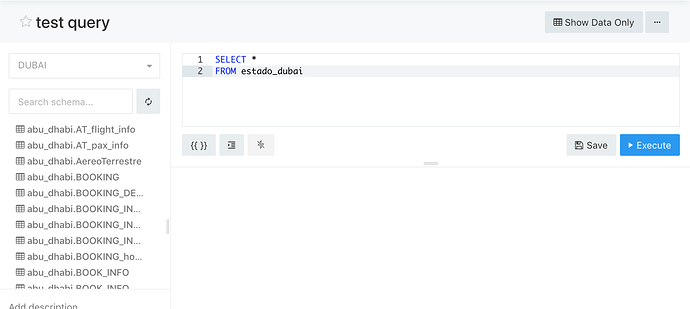 test query
Show Data Only
...
DUBAI
Search schema...
abu_dhabi.AT_flight_info
abu_dhabi.AT_pax_info
abu_dhabi.AereoTerrestre
abu_dhabi.BOOKING
abu_dhabi.BOOKING_DE...
abu_dhabi.BOOKING_IN...
abu_dhabi.BOOKING_IN...
abu_dhabi.BOOKING_IN...
abu_dhabi.BOOKING_ho...
abu_dhabi.BOOK_INFO
abu_dhabi.BOOK_INFO
Add description
1 SELECT *
2 FROM estado_dubai
{{ }}
Save
Execute